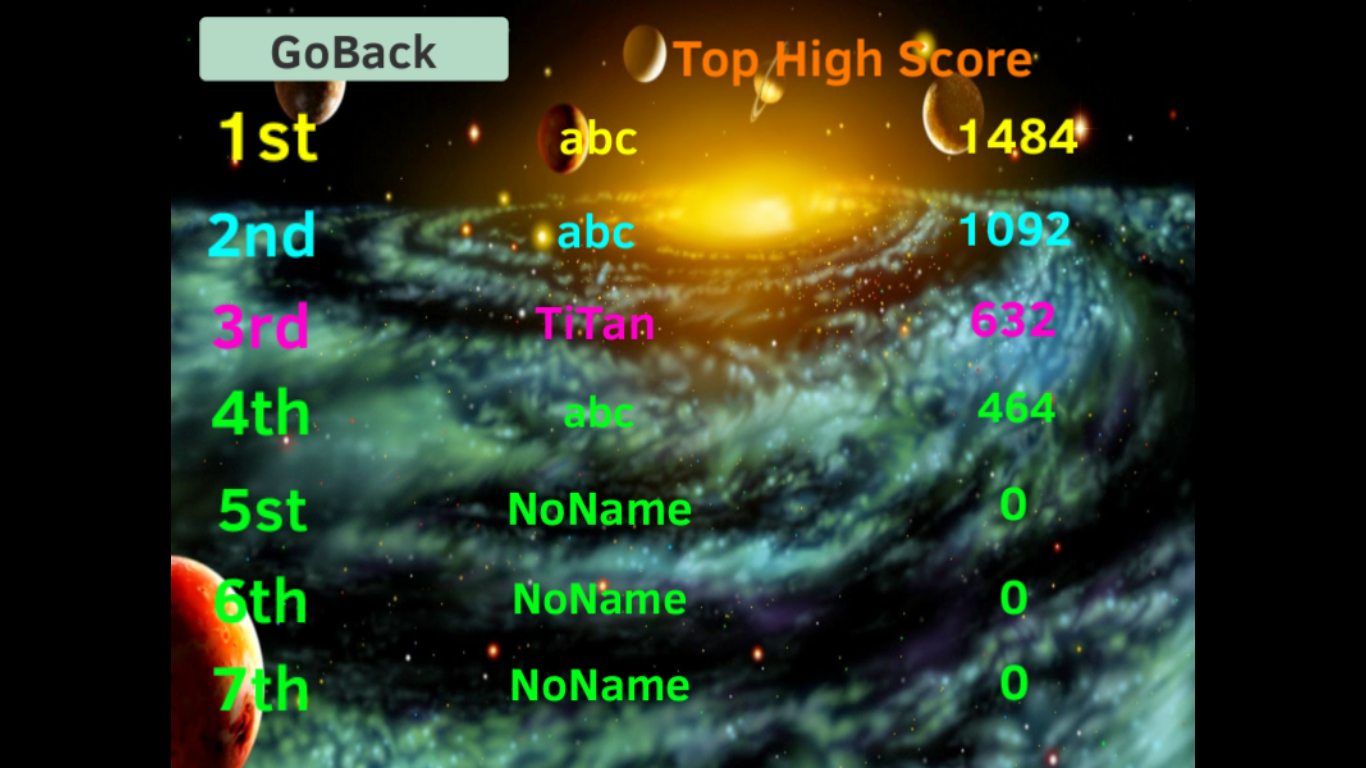 GoBack Top High Score
1st abc 1484
2nd abc 1092
3rd TiTan 632
4th abc 464
5st NoName 0
6th NoName 0
7th NoName 0